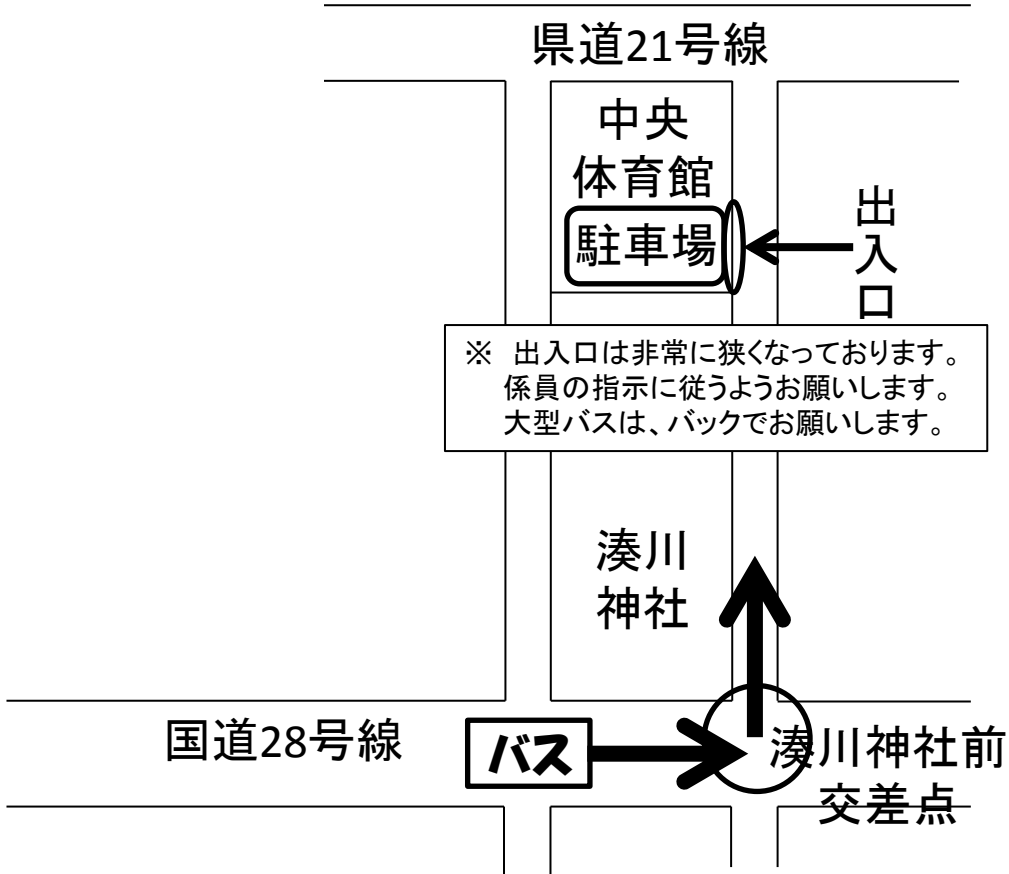 県道21号線
中央
体育館
駐車場
出入口
※ 出入口は非常に狭くなっております。
係員の指示に従うようお願いします。
大型バスは、バックでお願いします。
湊川
神社
国道28号線
バス
湊川神社前
交差点